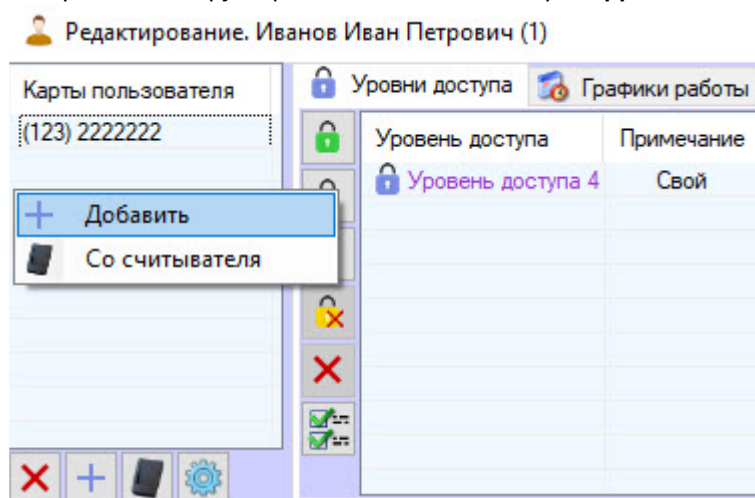 Редактирование. Иванов Иван Петрович (1)
Карты пользователя
(123) 2222222
Добавить
Со считывателя
Уровни доступа
Графики работы
Уровень доступа
Примечание
Уровень доступа 4
Свой